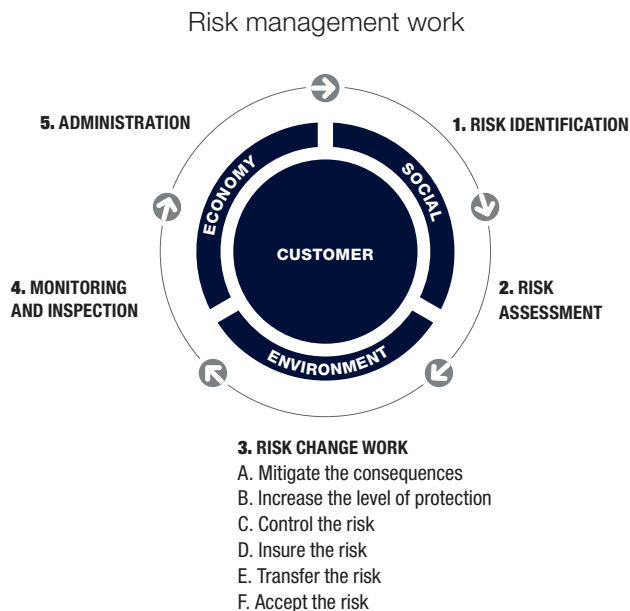 Risk management work
5. ADMINISTRATION
1. RISK IDENTIFICATION
ECONOMY
SOCIAL
CUSTOMER
4. MONITORING
AND INSPECTION
2. RISK
ASSESSMENT
ENVIRONMENT
3. RISK CHANGE WORK
A. Mitigate the consequences
B. Increase the level of protection
C. Control the risk
D. Insure the risk
E. Transfer the risk
F. Accept the risk